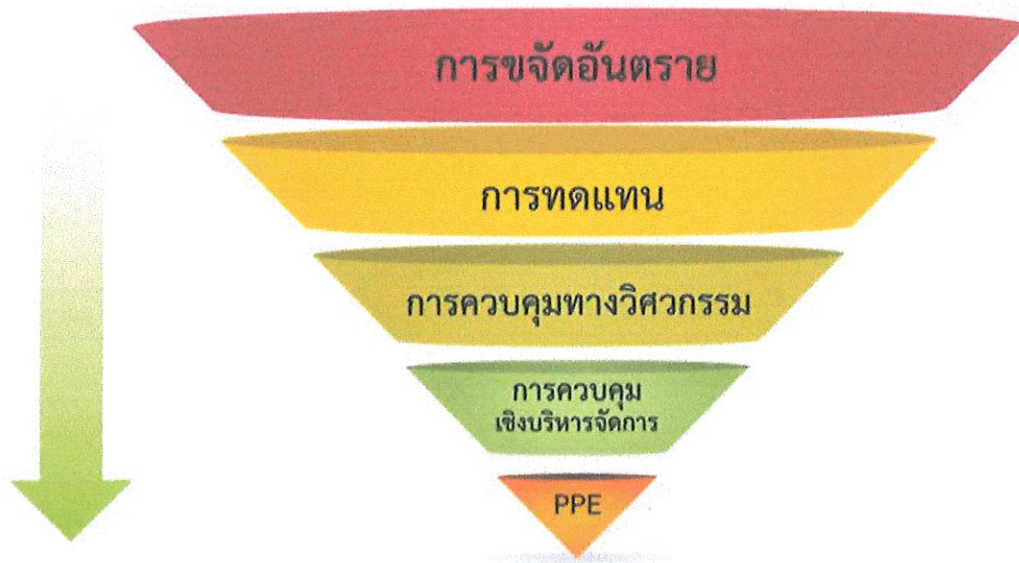 การขจัดอันตราย
การทดแทน
การควบคุมทางวิศวกรรม
การควบคุม
เชิงบริหารจัดการ
PPE